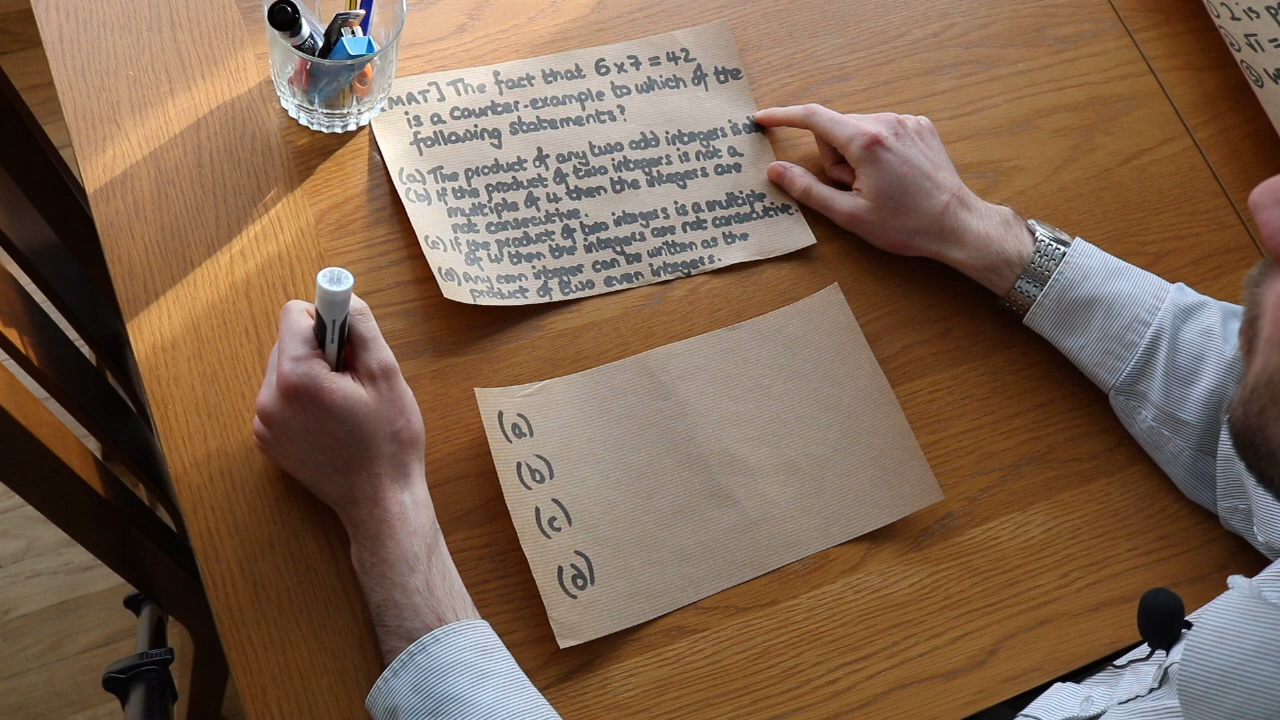 MAT] The fact that 6 x 7 = 42
is a counter-example to which of the
following statements?
(a) The product of any two odd integers is
(b) If the product of two integers is not a
multiple of 4 then the integers are
not consecutive.
(c) If the product of two integers is a multiple
of 4 then the integers are not consecutive.
(d) Any even integer can be written as the
product of two even integers.
(a)
(b)
(c)
(d)
2 is